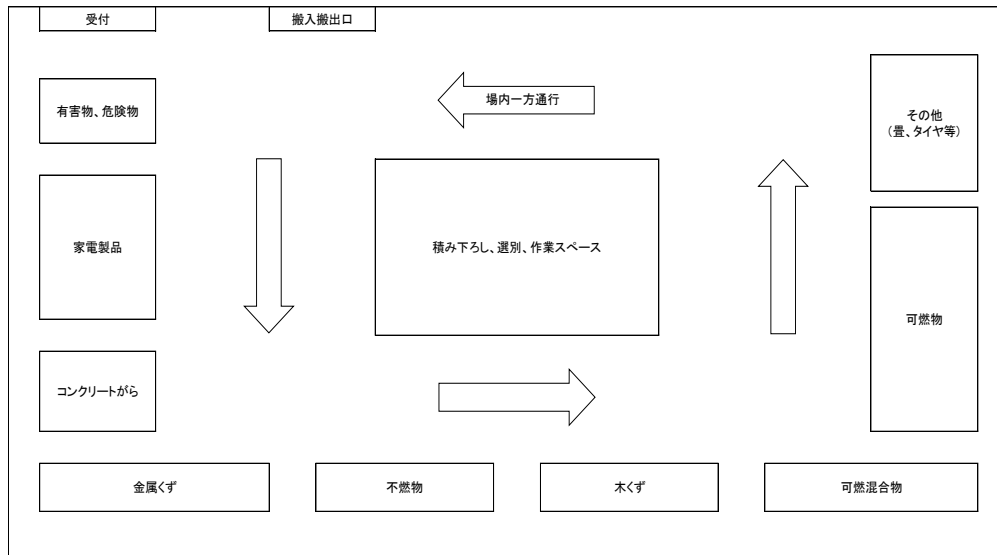 受付
搬入搬出口
有害物、危険物
場内一方通行
その他
（畳、タイヤ等）
家電製品
積み下ろし、選別、作業スペース
可燃物
コンクリートがら
金属くず
不燃物
木くず
可燃混合物